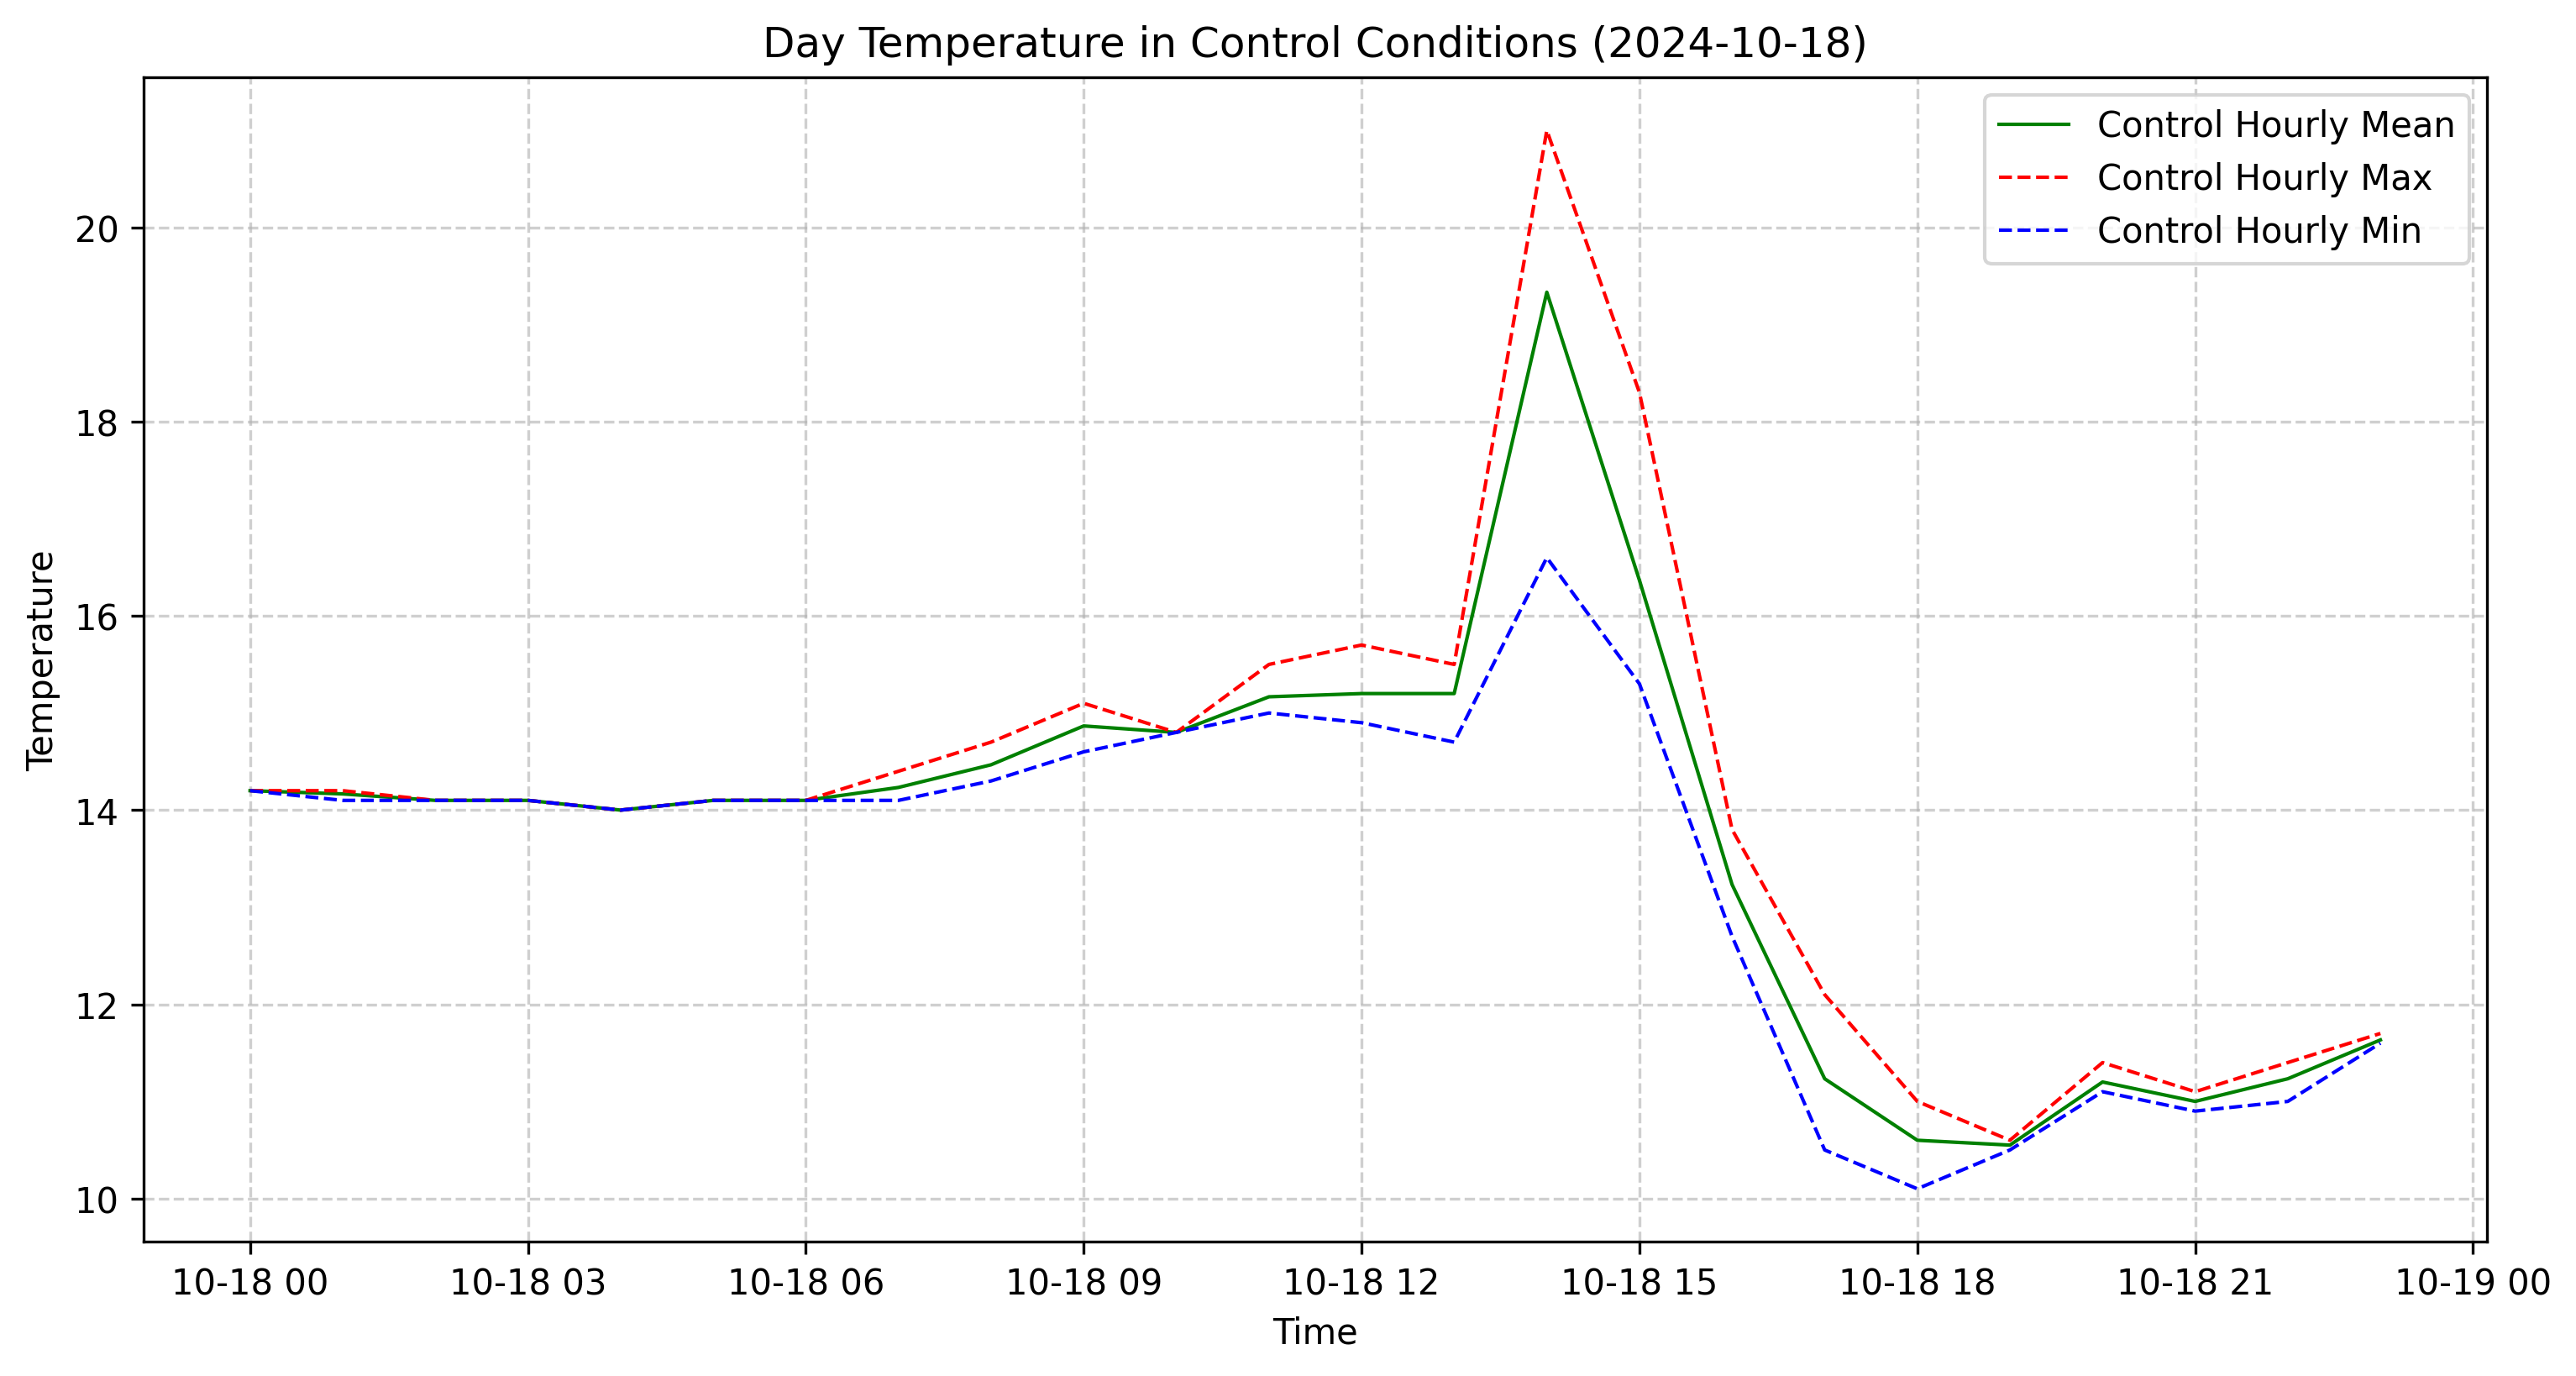 Day Temperature in Control Conditions (2024-10-18)
Control Hourly Mean
Control Hourly Max
Control Hourly Min
Temperature
20
18
16
14
12
10
10-18 00 10-18 03 10-18 06 10-18 09 10-18 12 10-18 15 10-18 18 10-18 21 10-19 00
Time